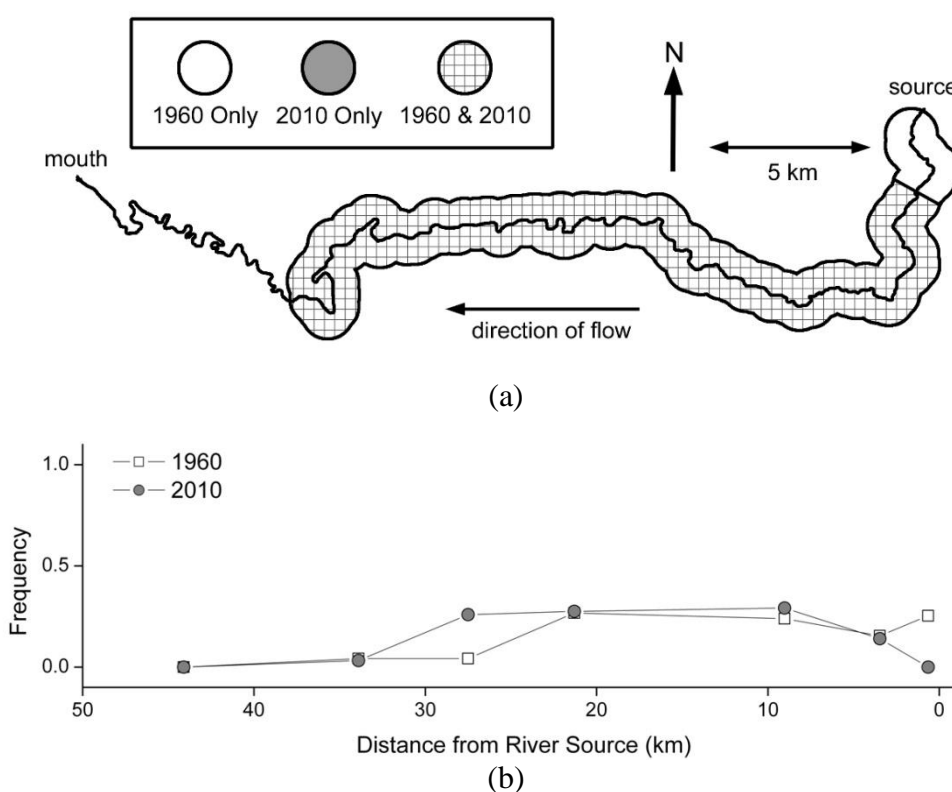 1960 Only 2010 Only 1960 & 2010
N
source
mouth
5 km
direction of flow
(a)
1960
2010
1.0
0.5
0.0
Frequency
50 40 30 20 10 0
Distance from River Source (km)
(b)